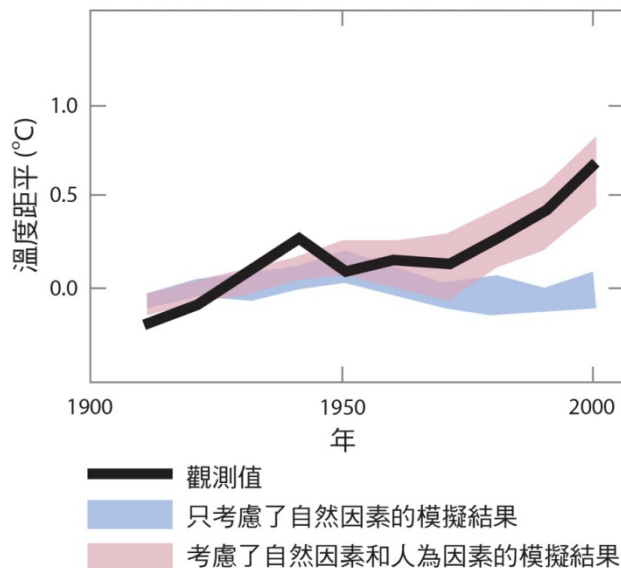 1.0
0.5
0.0
溫度距平 (°C)
1900
1950
2000
年
觀測值
只考慮了自然因素的模擬結果
考慮了自然因素和人為因素的模擬結果